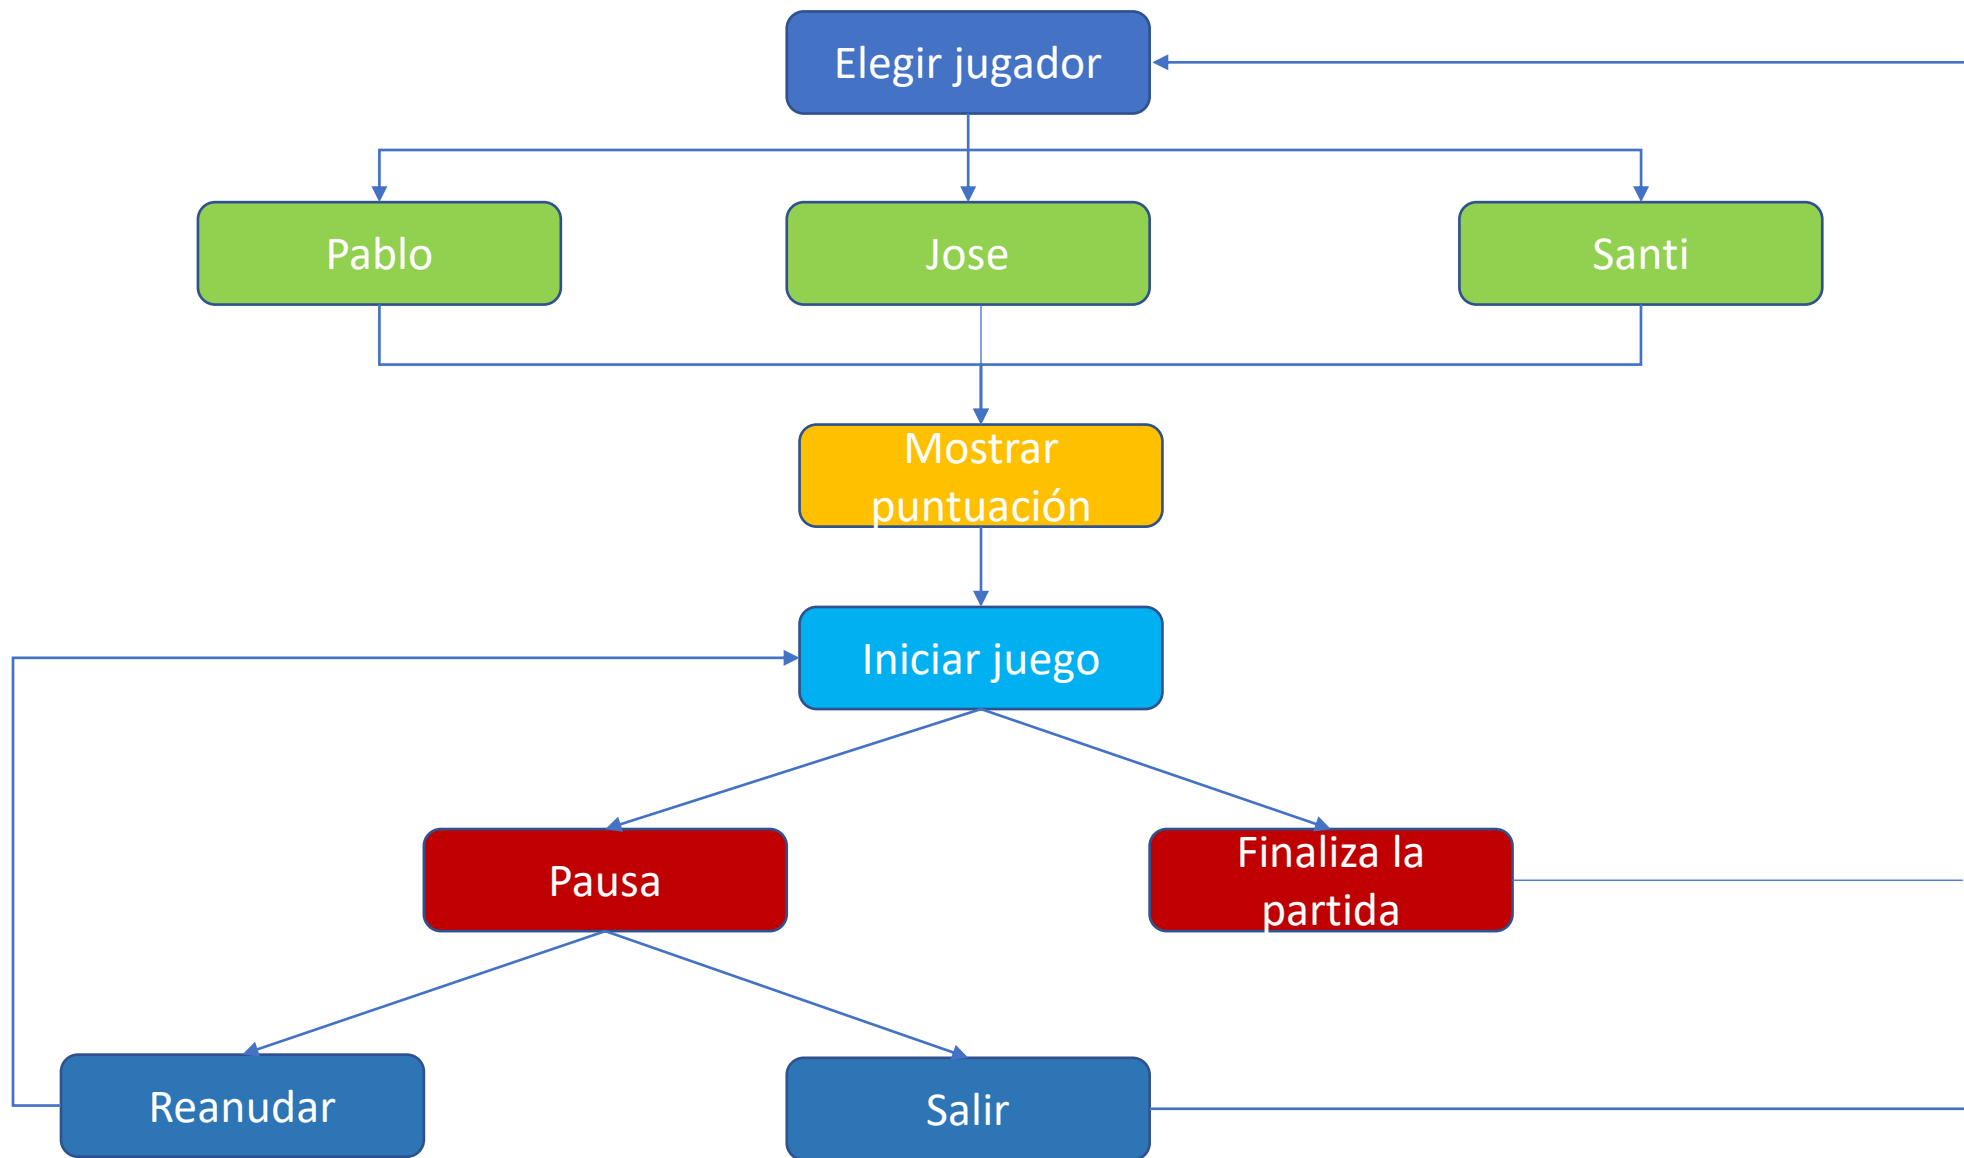 Elegir jugador
Pablo
Jose
Santi
Mostrar
puntuación
Iniciar juego
Pausa
Finaliza la
partida
Reanudar
Salir